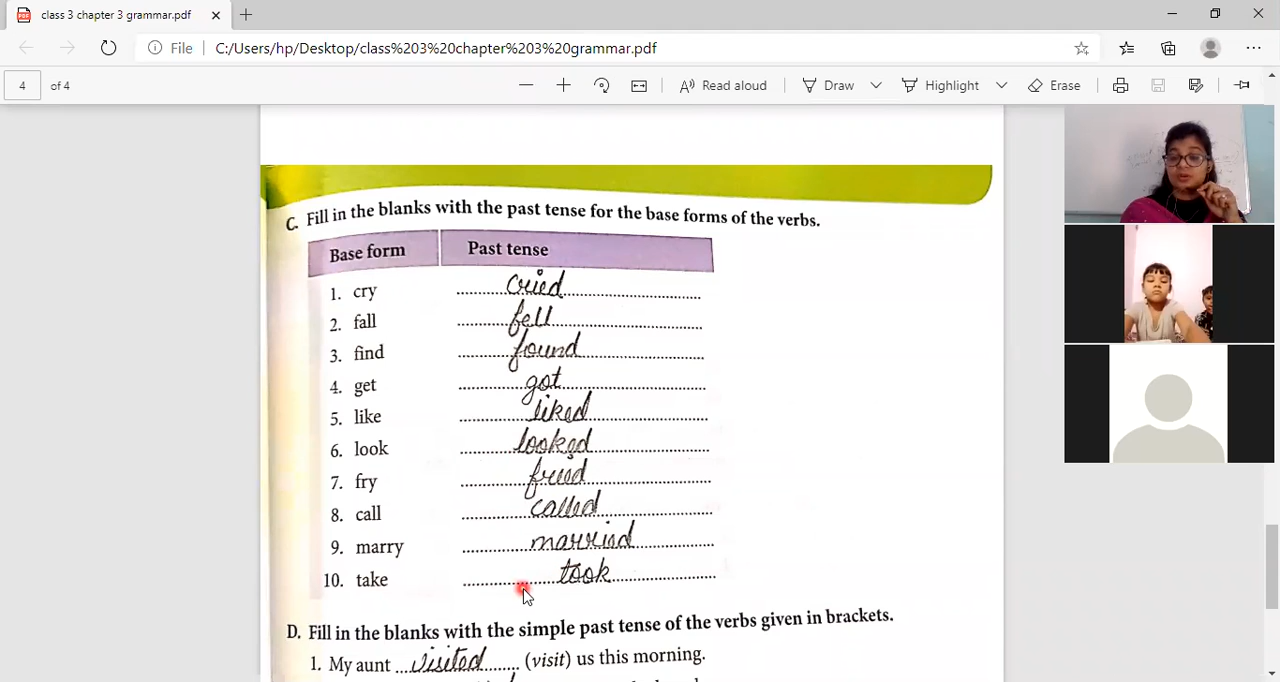 class 3 chapter 3 grammar.pdf
File C:/Users/hp/Desktop/class%203%20chapter%203%20grammar.pdf
4 of 4 Read aloud Draw Highlight Erase
C. Fill in the blanks with the past tense for the base forms of the verbs.
Base form Past tense
1. cry cried
2. fall fell
3. find found
4. get got
5. like liked
6. look looked
7. fry fried
8. call called
9. marry married
10. take took
D. Fill in the blanks with the simple past tense of the verbs given in brackets.
1. My aunt ...visited...... (visit) us this morning.